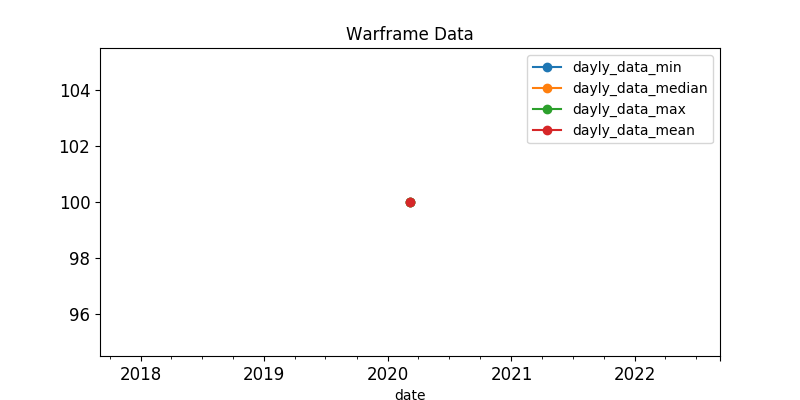 Warframe Data
dayly_data_min
dayly_data_median
dayly_data_max
dayly_data_mean
104
102
100
98
96
2018 2019 2020 2021 2022
date